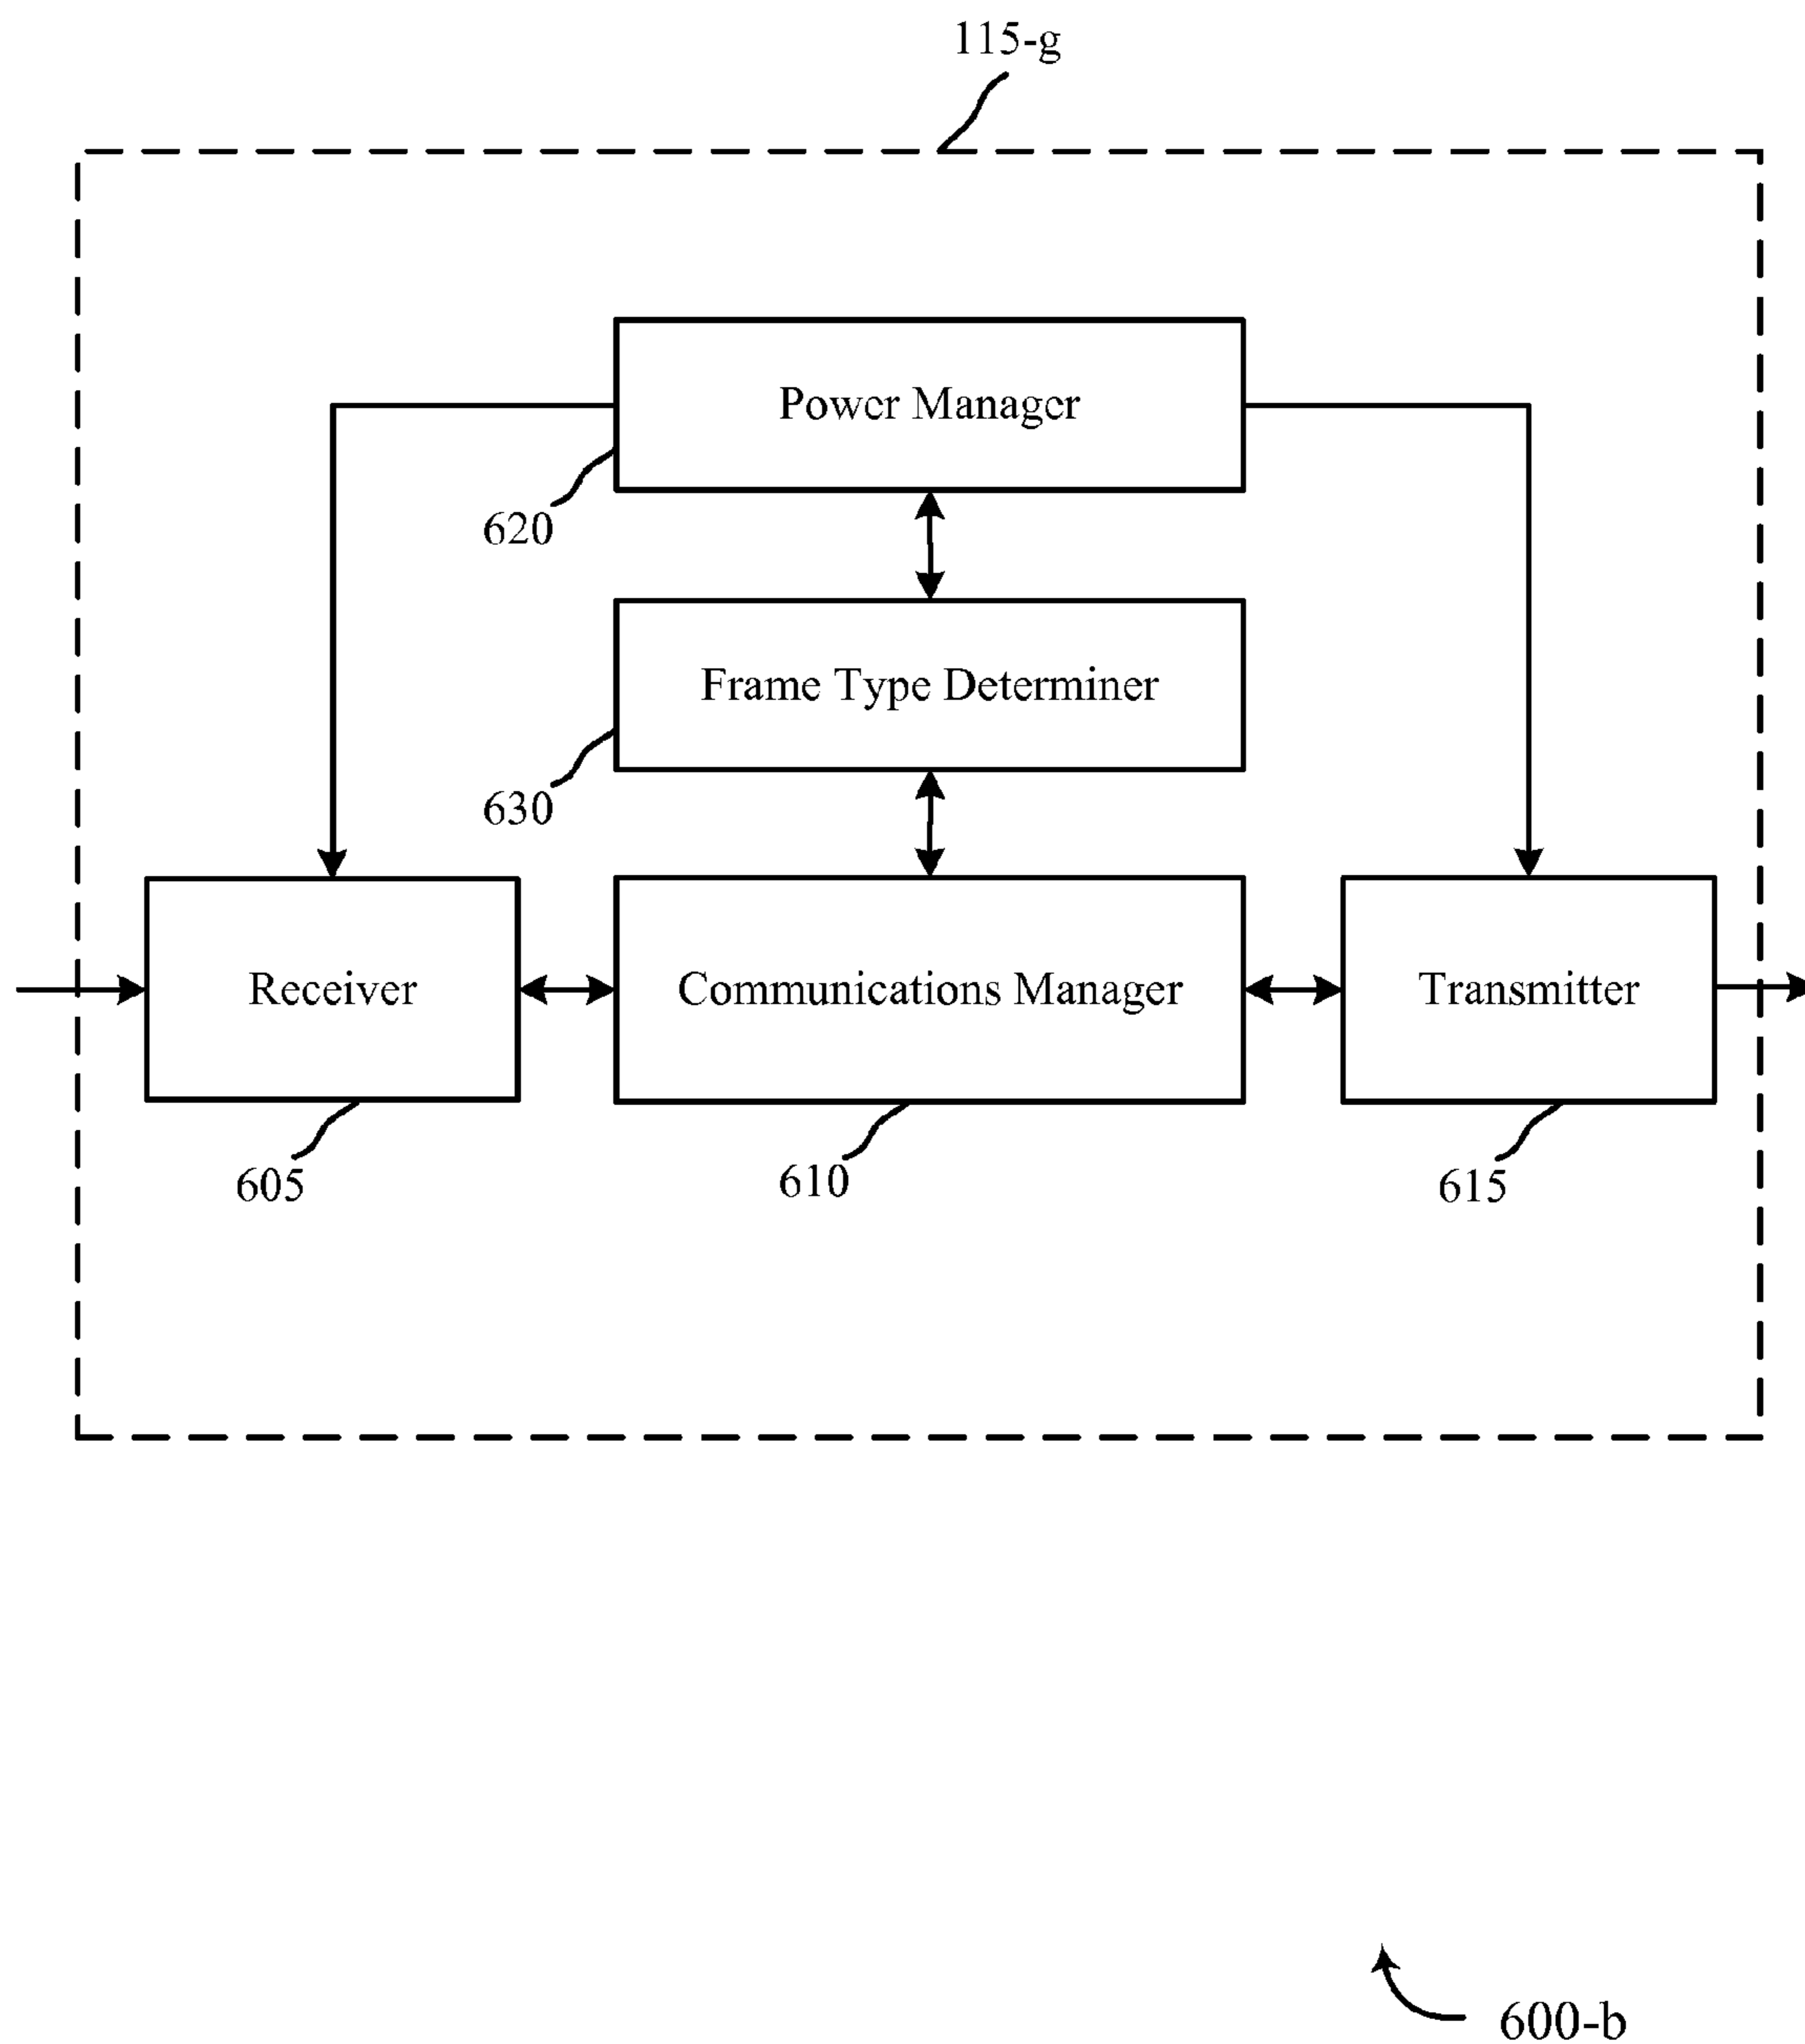 115-g
Power Manager
620
Frame Type Determiner
630
Receiver
Communications Manager
Transmitter
605
610
615
600-b